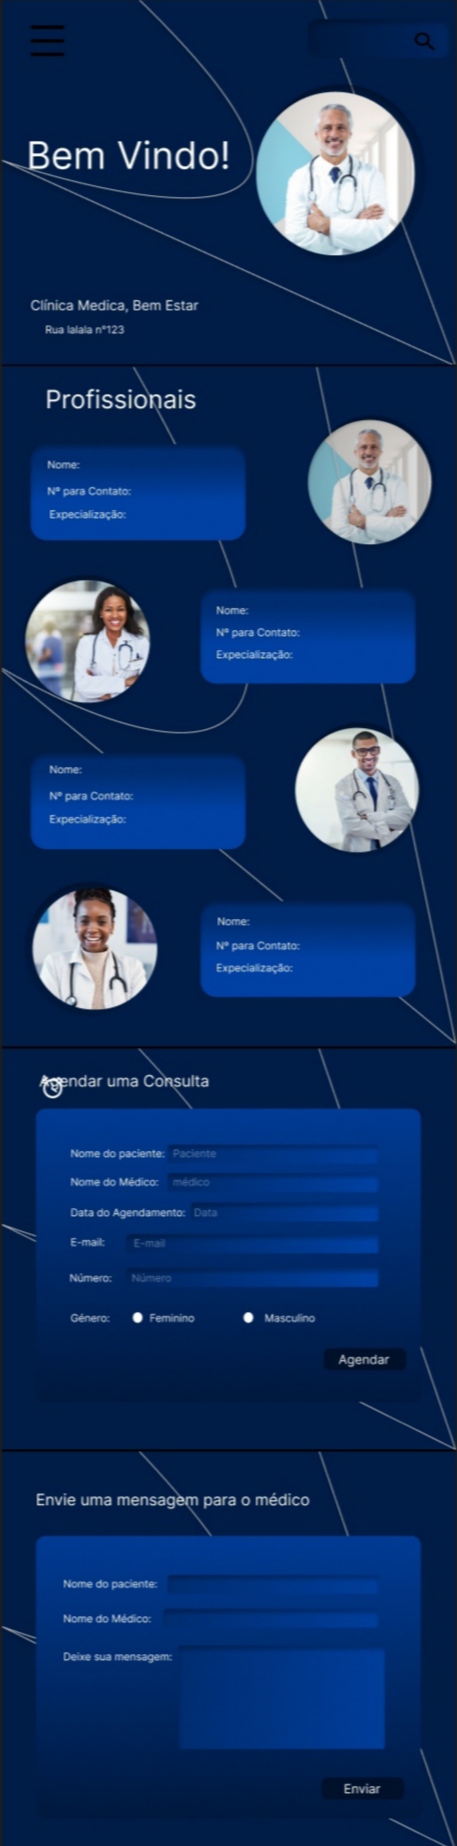 Bem Vindo!
Clínica Medica, Bem Estar
Rua lalala n°123
Profissionais
Nome:
Nº para Contato:
Expecialização:
Nome:
Nº para Contato:
Expecialização:
Nome:
Nº para Contato:
Expecialização:
Nome:
Nº para Contato:
Expecialização:
Agendar uma Consulta
Nome do paciente: Paciente
Nome do Médico: médico
Data do Agendamento: Data
E-mail: E-mail
Número: Número
Gênero: Feminino Masculino
Agendar
Envie uma mensagem para o médico
Nome do paciente:
Nome do Médico:
Deixe sua mensagem:
Enviar